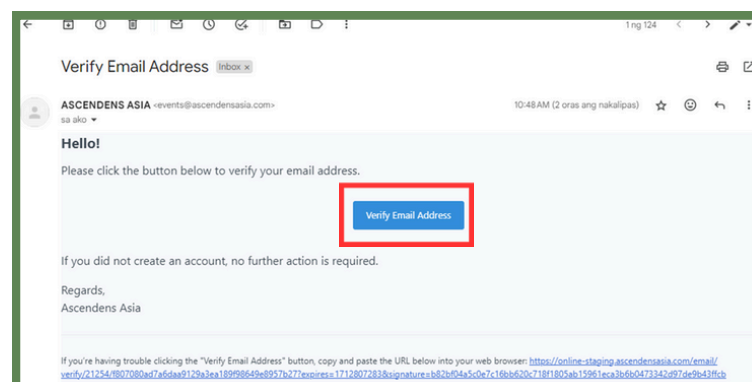 1 ng 124
Verify Email Address Inbox x
ASCENDENS ASIA <events@ascendensasia.com> 10:48 AM (2 oras ang nakalipas)
sa ako
Hello!
Please click the button below to verify your email address.
Verify Email Address
If you did not create an account, no further action is required.
Regards,
Ascendens Asia
If you're having trouble clicking the "Verify Email Address" button, copy and paste the URL below into your web browser: https://online-staging.ascendensasia.com/email/
verify/21254/f807080ad7a6daa9129a3ea189f98649e8957b27?expires=1712807283&signature=b82bf04a5c0e7c16bb620c718f1805ab15961eca3b6b0473342d97de9b43ffcb